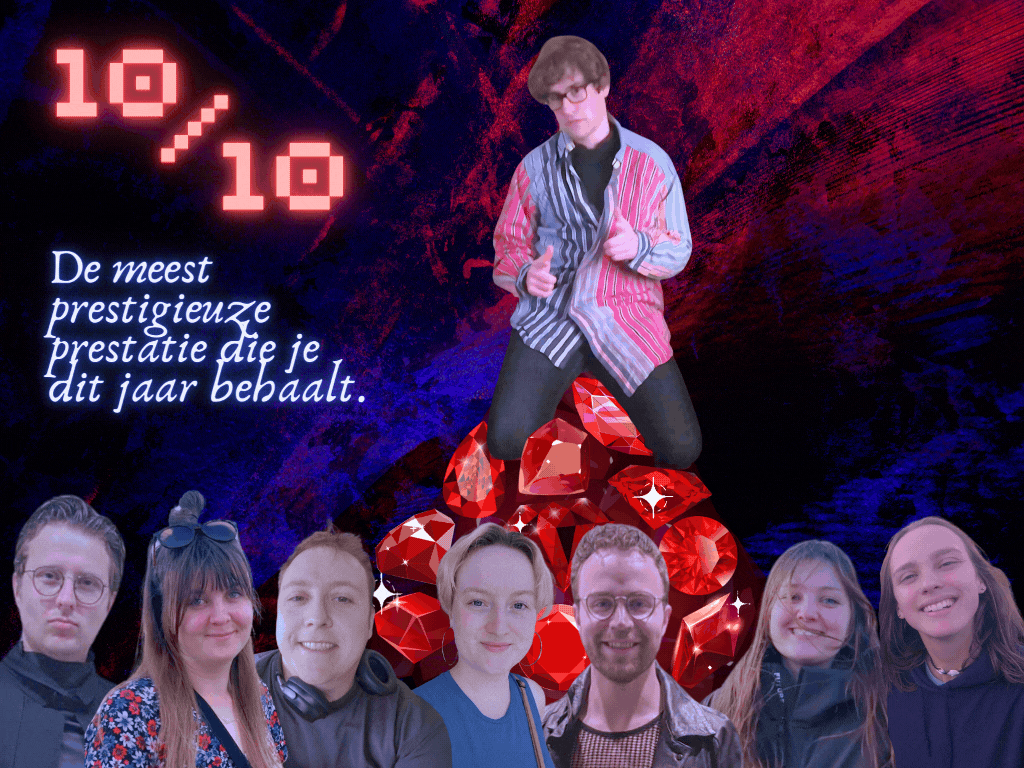 10/10
De meest
prestigieuze
prestatie die je
dit jaar behaalt.